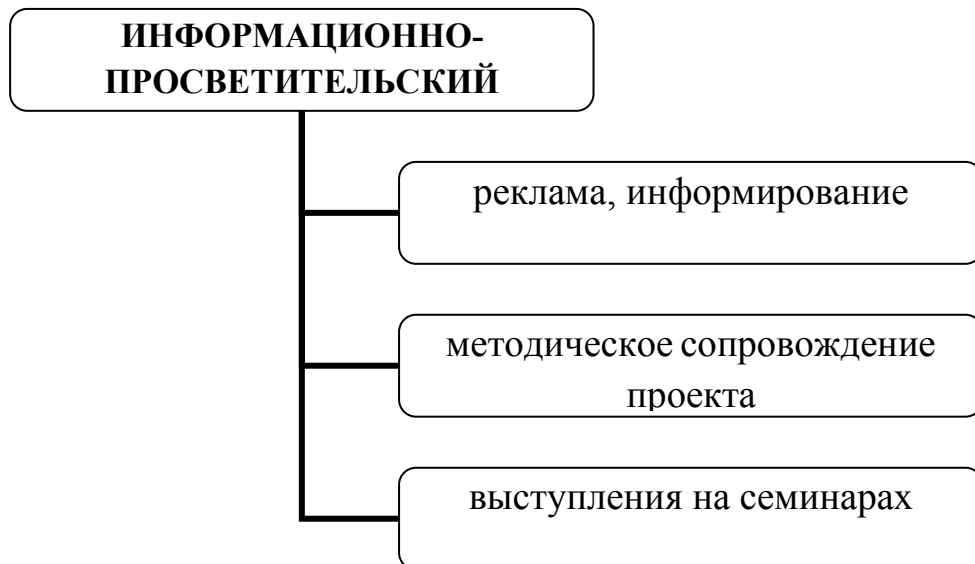 ИНФОРМАЦИОННО-
ПРОСВЕТИТЕЛЬСКИЙ
реклама, информирование
методическое сопровождение
проекта
выступления на семинарах